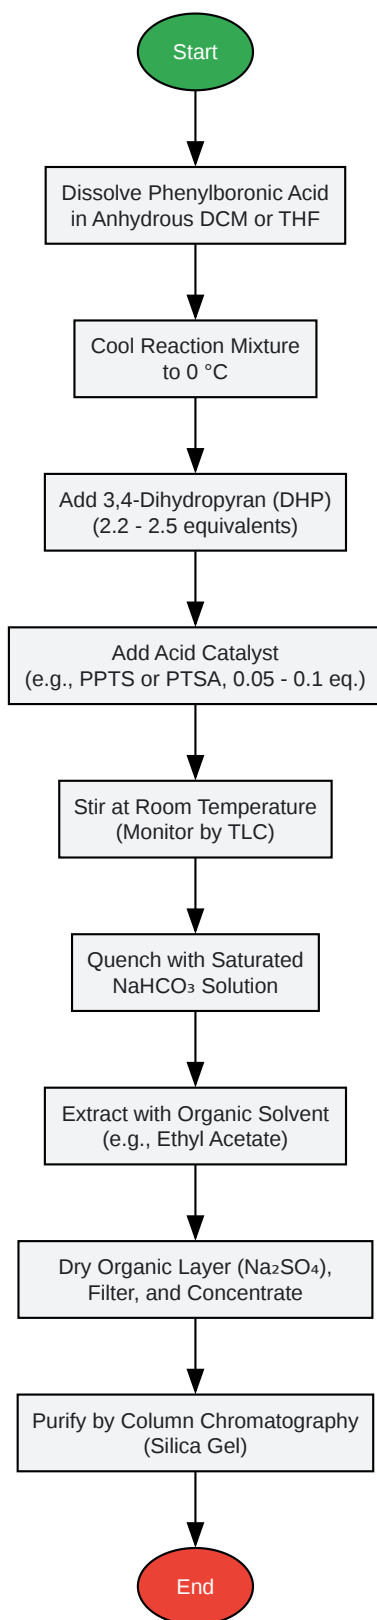 Start
Dissolve Phenylboronic Acid
in Anhydrous DCM or THF
Cool Reaction Mixture
to 0 °C
Add 3,4-Dihydropyran (DHP)
(2.2 - 2.5 equivalents)
Add Acid Catalyst
(e.g., PPTS or PTSA, 0.05 - 0.1 eq.)
Stir at Room Temperature
(Monitor by TLC)
Quench with Saturated
NaHCO₃ Solution
Extract with Organic Solvent
(e.g., Ethyl Acetate)
Dry Organic Layer (Na₂SO₄),
Filter, and Concentrate
Purify by Column Chromatography
(Silica Gel)
End